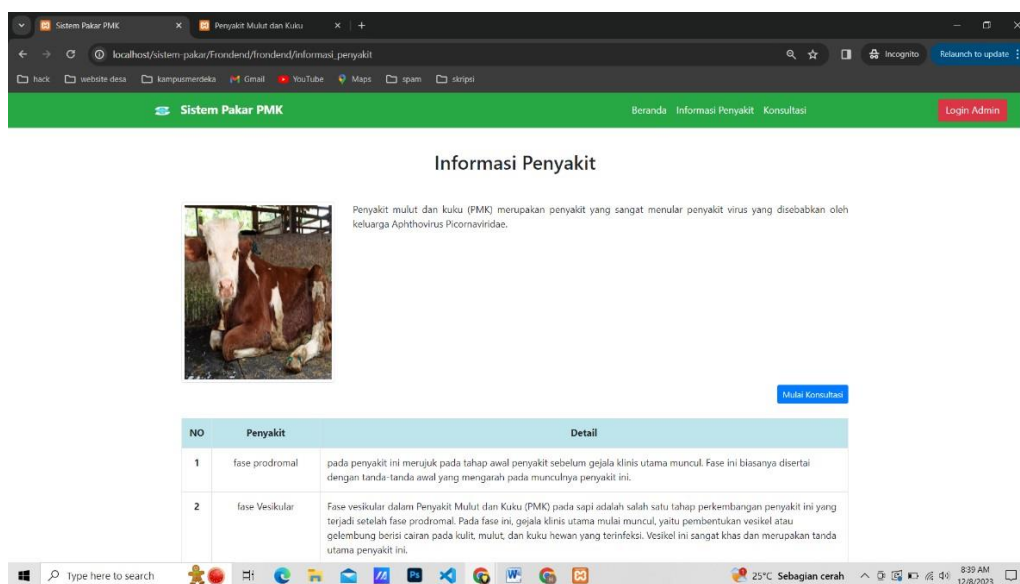 Sistem Pakar PMK
Penyakit Mulut dan Kuku
localhost/sistem-pakar/Frondend/frondend/informasi_penyakit
Incognito
Relaunch to update
hack
website desa
kampusmerdeka
Gmail
YouTube
Maps
spam
skripsi
Sistem Pakar PMK
Beranda Informasi Penyakit Konsultasi
Login Admin
Informasi Penyakit
Penyakit mulut dan kuku (PMK) merupakan penyakit yang sangat menular penyakit virus yang disebabkan oleh
keluarga Aphthovirus Picornaviridae.
Mulai Konsultasi
NO Penyakit Detail
1 fase prodromal pada penyakit ini merujuk pada tahap awal penyakit sebelum gejala klinis utama muncul. Fase ini biasanya disertai
dengan tanda-tanda awal yang mengarah pada munculnya penyakit ini.
2 fase Vesikular Fase vesikular dalam Penyakit Mulut dan Kuku (PMK) pada sapi adalah salah satu tahap perkembangan penyakit ini yang
terjadi setelah fase prodromal. Pada fase ini, gejala klinis utama mulai muncul, yaitu pembentukan vesikel atau
gelembung berisi cairan pada kulit, mulut, dan kuku hewan yang terinfeksi. Vesikel ini sangat khas dan merupakan tanda
utama penyakit ini.
Type here to search
25°C Sebagian cerah
8:39 AM
12/8/2023